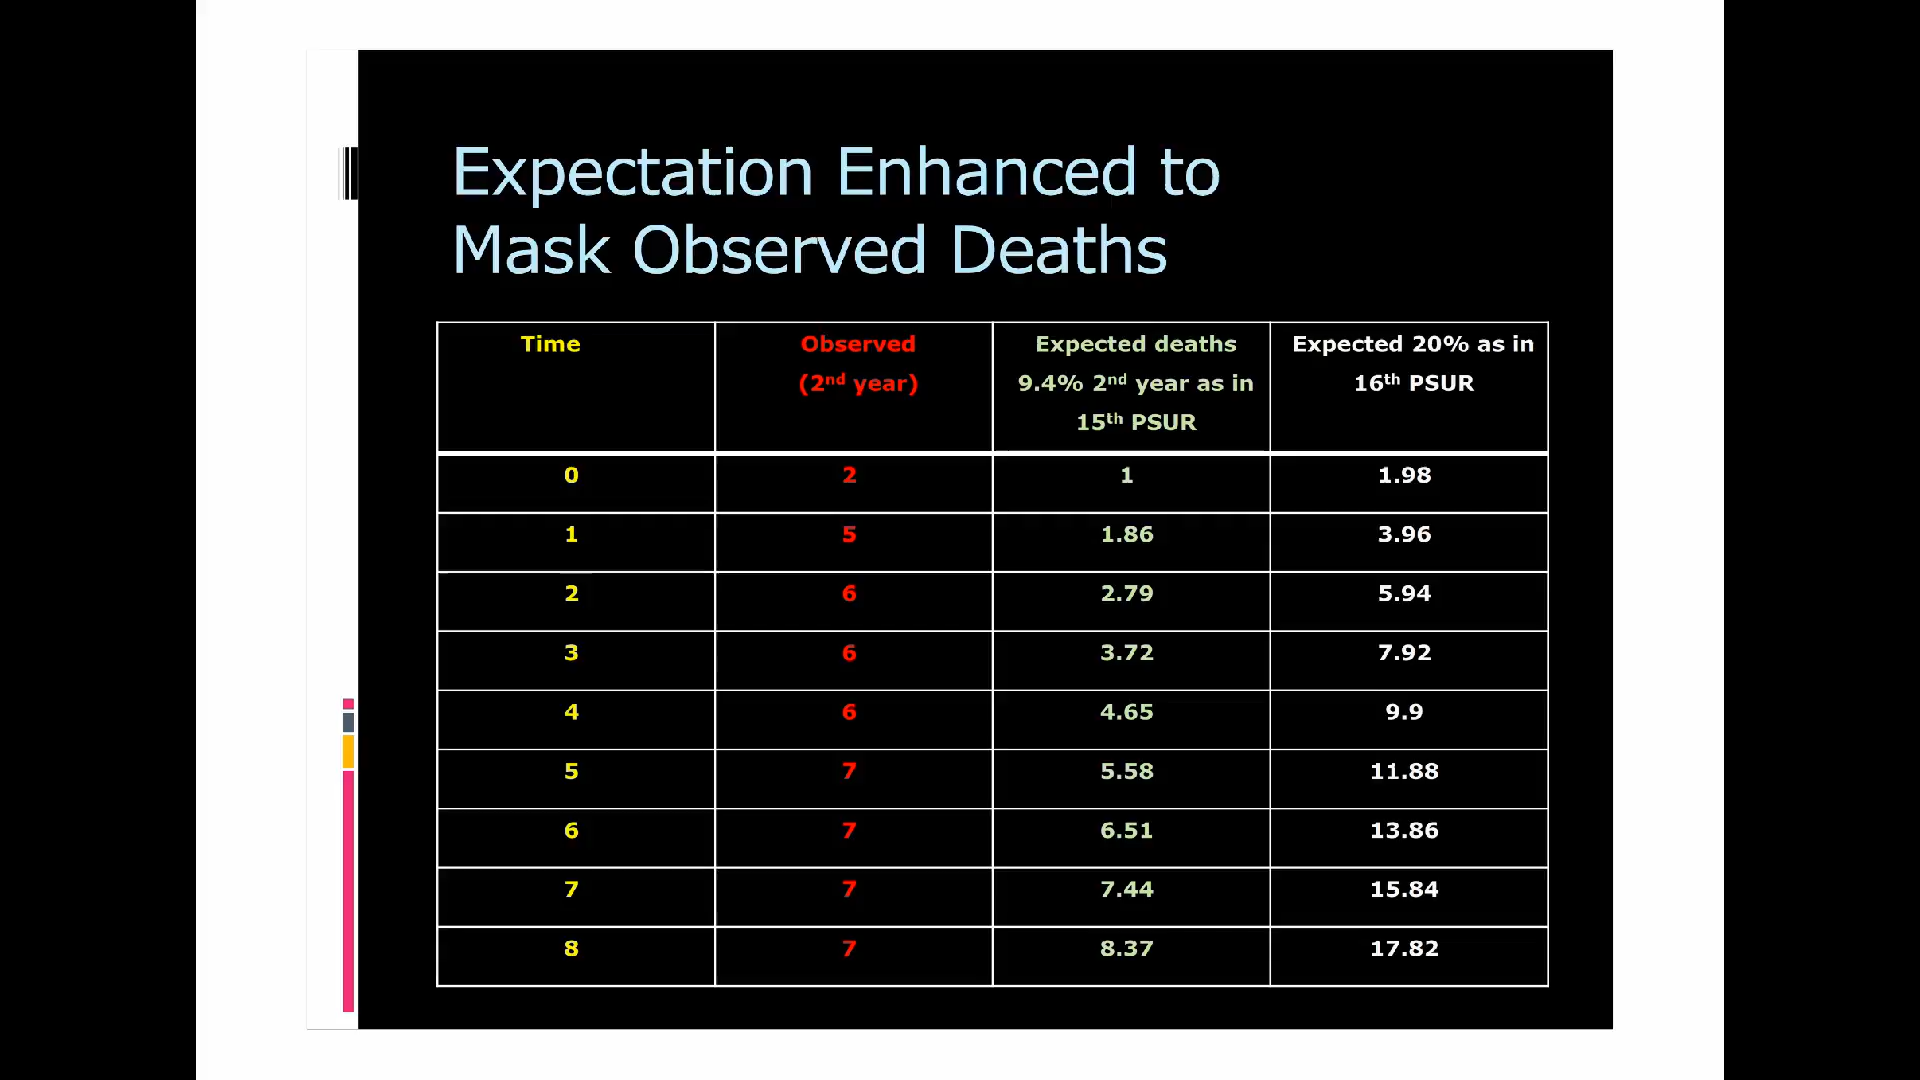 Expectation Enhanced to
Mask Observed Deaths
Time
Observed
(2nd year)
Expected deaths
9.4% 2nd year as in
15th PSUR
Expected 20% as in
16th PSUR
0 2 1 1.98
1 5 1.86 3.96
2 6 2.79 5.94
3 6 3.72 7.92
4 6 4.65 9.9
5 7 5.58 11.88
6 7 6.51 13.86
7 7 7.44 15.84
8 7 8.37 17.82